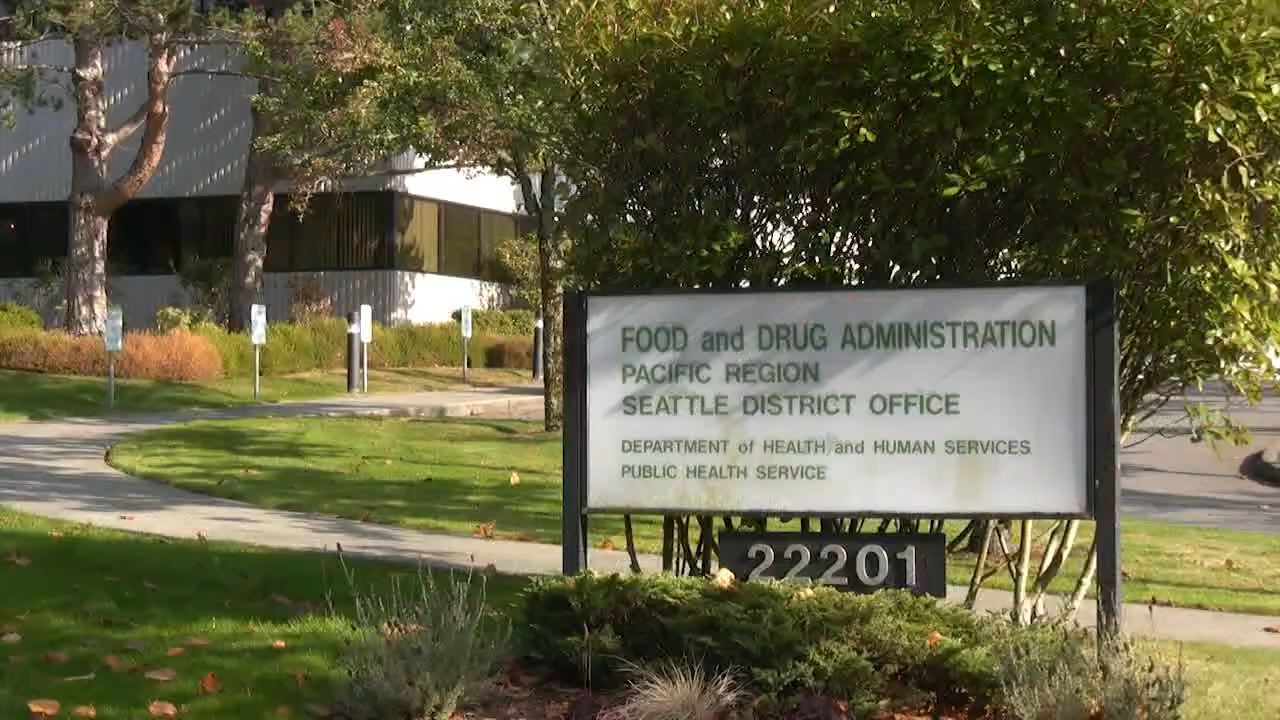 FOOD and DRUG ADMINISTRATION
PACIFIC REGION
SEATTLE DISTRICT OFFICE
DEPARTMENT of HEALTH and HUMAN SERVICES
PUBLIC HEALTH SERVICE
22201